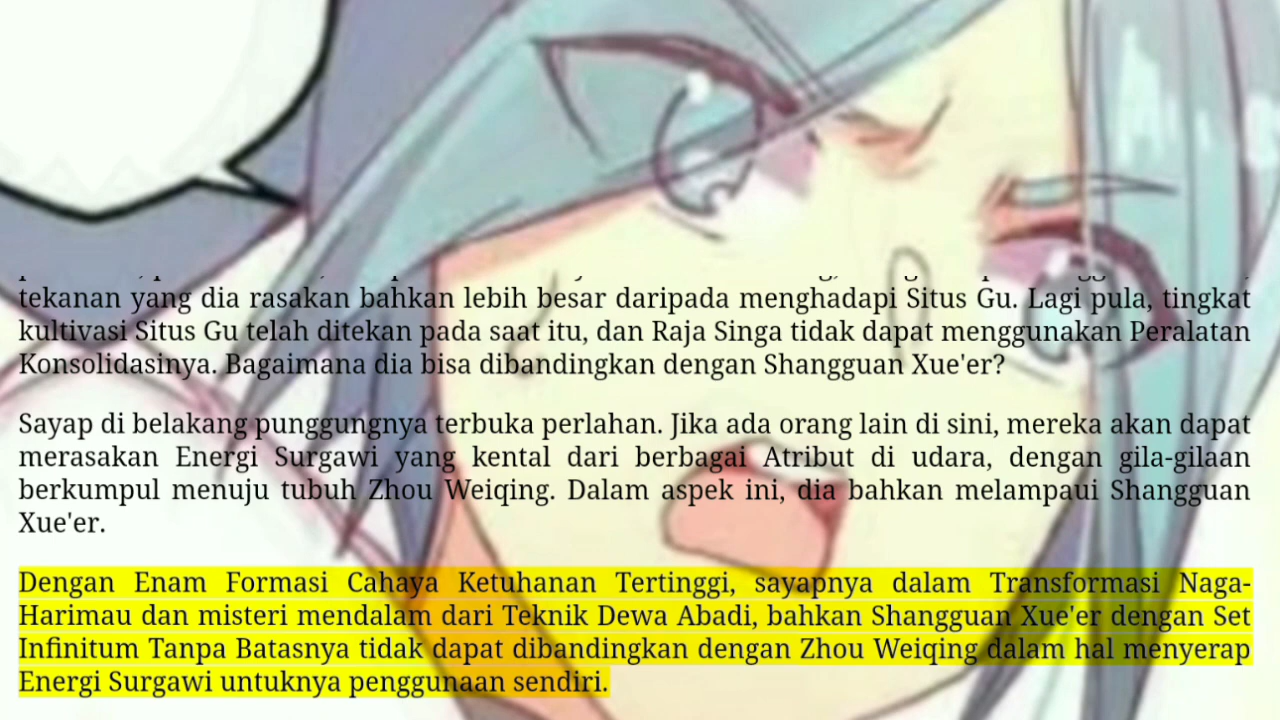 tekanan yang dia rasakan bahkan lebih besar daripada menghadapi Situs Gu. Lagi pula, tingkat
kultivasi Situs Gu telah ditekan pada saat itu, dan Raja Singa tidak dapat menggunakan Peralatan
Konsolidasinya. Bagaimana dia bisa dibandingkan dengan Shangguan Xue'er?
Sayap di belakang punggungnya terbuka perlahan. Jika ada orang lain di sini, mereka akan dapat
merasakan Energi Surgawi yang kental dari berbagai Atribut di udara, dengan gila-gilaan
berkumpul menuju tubuh Zhou Weiqing. Dalam aspek ini, dia bahkan melampaui Shangguan
Xue'er.
Dengan Enam Formasi Cahaya Ketuhanan Tertinggi, sayapnya dalam Transformasi Naga-
Harimau dan misteri mendalam dari Teknik Dewa Abadi, bahkan Shangguan Xue'er dengan Set
Infinitum Tanpa Batasnya tidak dapat dibandingkan dengan Zhou Weiqing dalam hal menyerap
Energi Surgawi untuknya penggunaan sendiri.